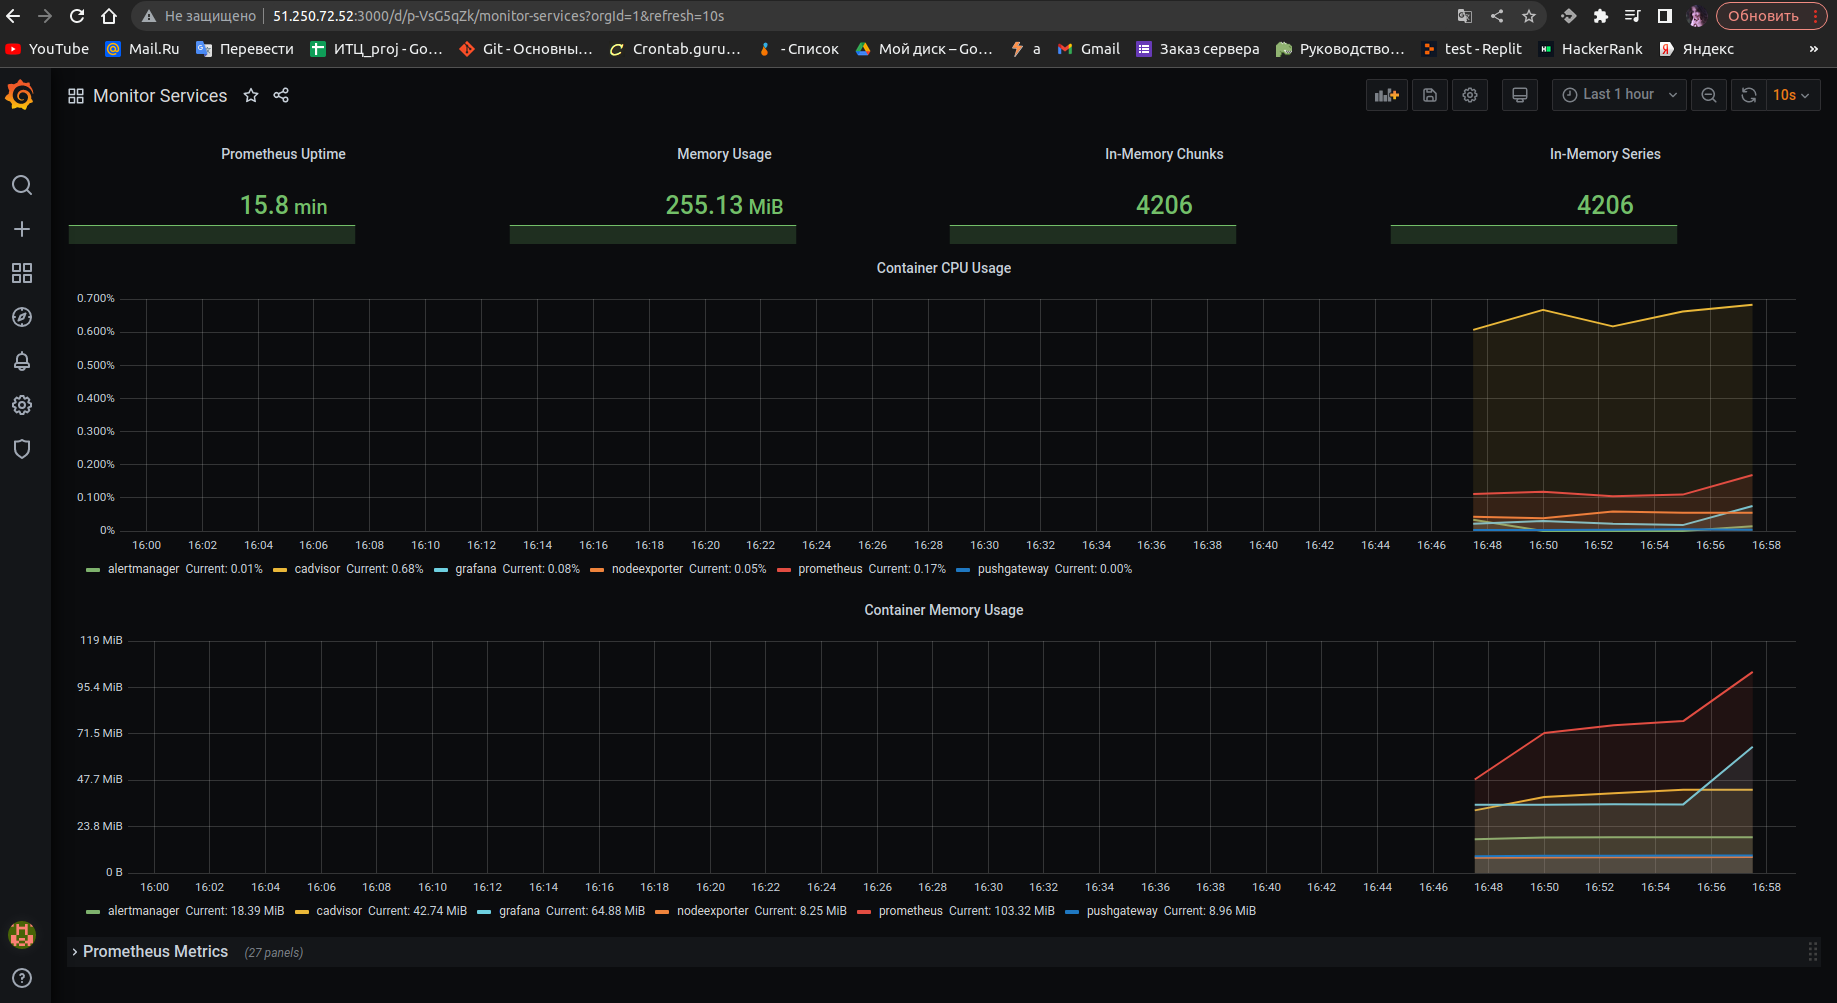 Не защищено 51.250.72.52:3000/d/p-VsG5qZk/monitor-services?orgId=1&refresh=10s Обновить
YouTube Mail.Ru Перевести ИТЦ_proj - Go... Git - Основны... Crontab.guru... - Список Мой диск – Go... a Gmail Заказ сервера Руководство... test - Replit HackerRank Яндекс »
Monitor Services Last 1 hour 10s
Prometheus Uptime Memory Usage In-Memory Chunks In-Memory Series
15.8 min 255.13 MiB 4206 4206
Container CPU Usage
0.700%
0.600%
0.500%
0.400%
0.300%
0.200%
0.100%
0%
16:00 16:02 16:04 16:06 16:08 16:10 16:12 16:14 16:16 16:18 16:20 16:22 16:24 16:26 16:28 16:30 16:32 16:34 16:36 16:38 16:40 16:42 16:44 16:46 16:48 16:50 16:52 16:54 16:56 16:58
alertmanager Current: 0.01% cadvisor Current: 0.68% grafana Current: 0.08% nodeexporter Current: 0.05% prometheus Current: 0.17% pushgateway Current: 0.00%
Container Memory Usage
119 MiB
95.4 MiB
71.5 MiB
47.7 MiB
23.8 MiB
0 B
16:00 16:02 16:04 16:06 16:08 16:10 16:12 16:14 16:16 16:18 16:20 16:22 16:24 16:26 16:28 16:30 16:32 16:34 16:36 16:38 16:40 16:42 16:44 16:46 16:48 16:50 16:52 16:54 16:56 16:58
alertmanager Current: 18.39 MiB cadvisor Current: 42.74 MiB grafana Current: 64.88 MiB nodeexporter Current: 8.25 MiB prometheus Current: 103.32 MiB pushgateway Current: 8.96 MiB
Prometheus Metrics (27 panels)